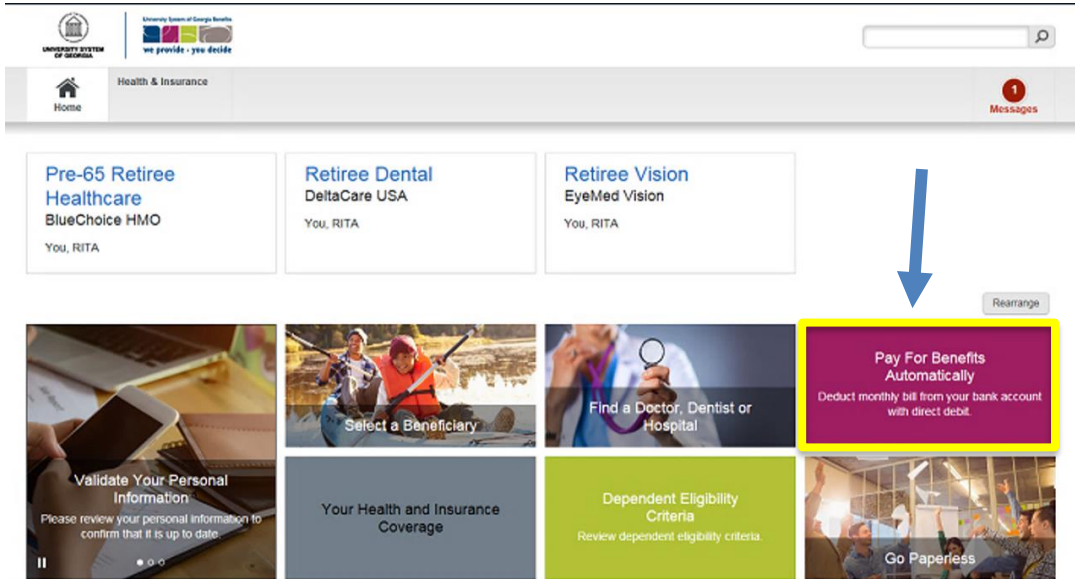 University System of Georgia Benefits
UNIVERSITY SYSTEM
OF GEORGIA
we provide - you decide
Home
Health & Insurance
1
Messages
Pre-65 Retiree
Healthcare
BlueChoice HMO
You, RITA
Retiree Dental
DeltaCare USA
You, RITA
Retiree Vision
EyeMed Vision
You, RITA
Rearrange
Validate Your Personal
Information
Please review your personal information to
confirm that it is up to date.
Select a Beneficiary
Find a Doctor, Dentist or
Hospital
Pay For Benefits
Automatically
Deduct monthly bill from your bank account
with direct debit.
Your Health and Insurance
Coverage
Dependent Eligibility
Criteria
Review dependent eligibility criteria.
Go Paperless